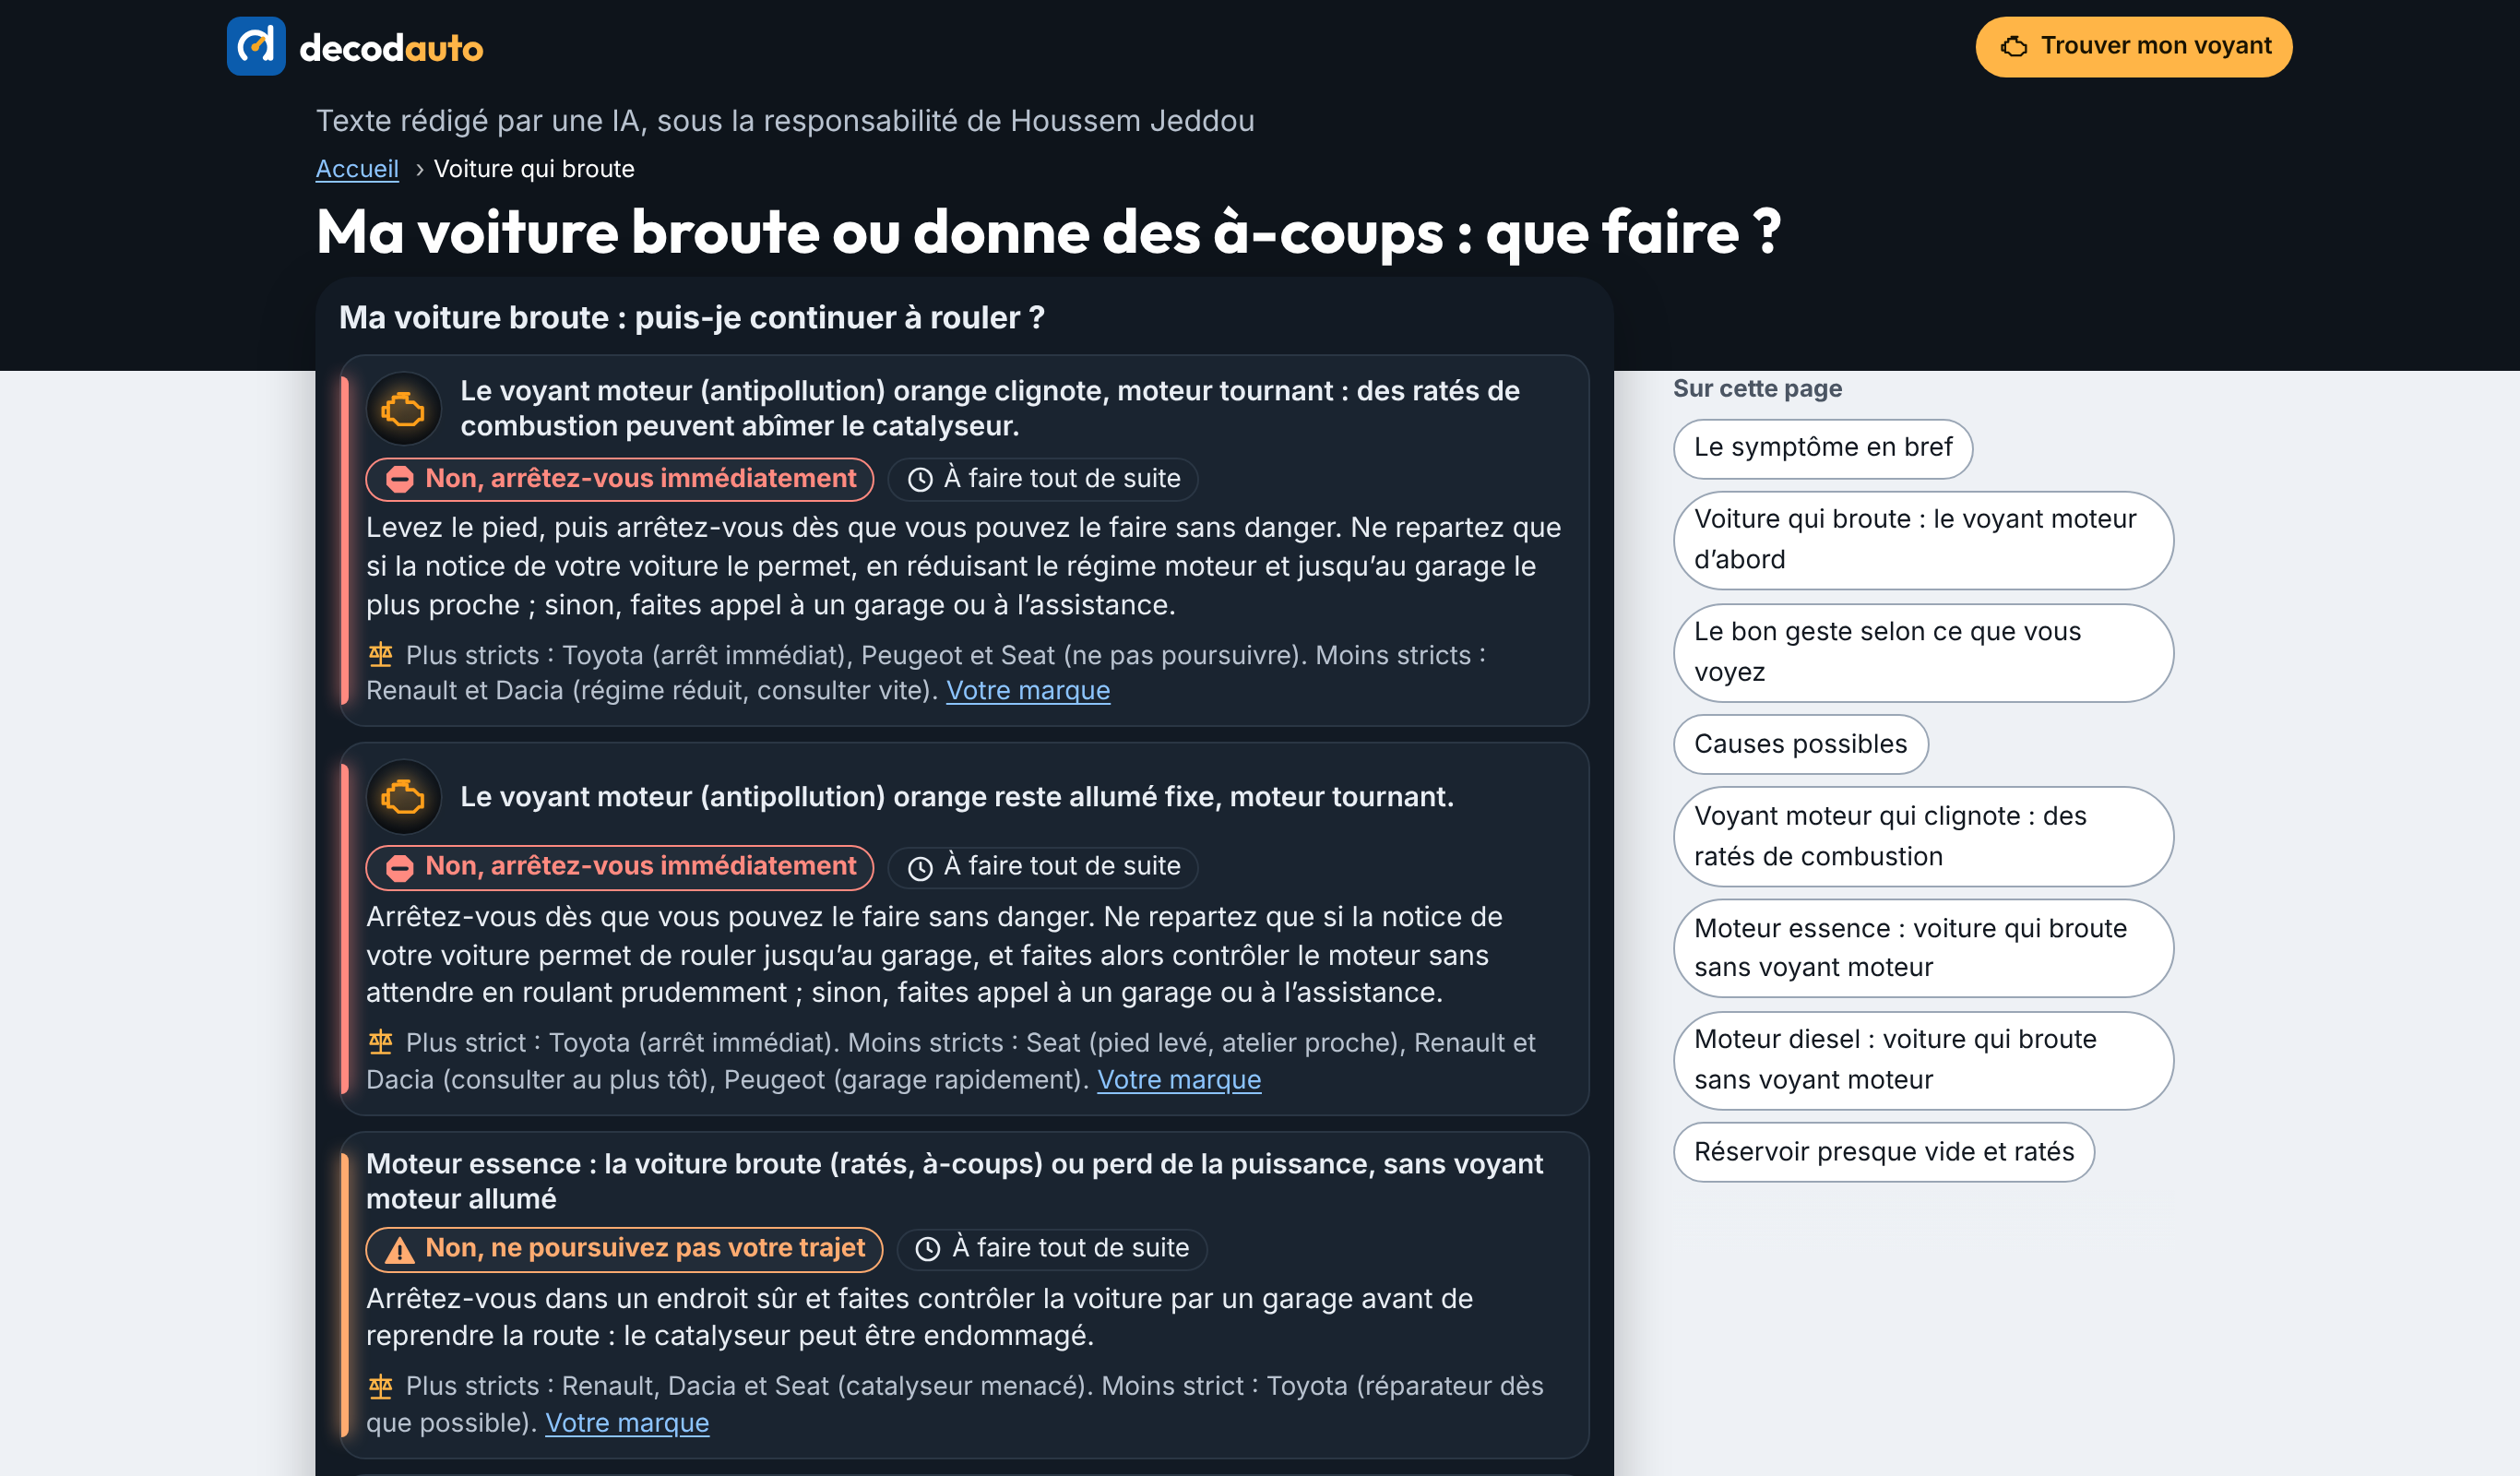 decodauto
Trouver mon voyant
Texte rédigé par une IA, sous la responsabilité de Houssem Jeddou
Accueil › Voiture qui broute
Ma voiture broute ou donne des à-coups : que faire ?
Ma voiture broute : puis-je continuer à rouler ?
Le voyant moteur (antipollution) orange clignote, moteur tournant : des ratés de
combustion peuvent abîmer le catalyseur.
Non, arrêtez-vous immédiatement
À faire tout de suite
Levez le pied, puis arrêtez-vous dès que vous pouvez le faire sans danger. Ne repartez que
si la notice de votre voiture le permet, en réduisant le régime moteur et jusqu’au garage le
plus proche ; sinon, faites appel à un garage ou à l’assistance.
Plus stricts : Toyota (arrêt immédiat), Peugeot et Seat (ne pas poursuivre). Moins stricts :
Renault et Dacia (régime réduit, consulter vite). Votre marque
Le voyant moteur (antipollution) orange reste allumé fixe, moteur tournant.
Non, arrêtez-vous immédiatement
À faire tout de suite
Arrêtez-vous dès que vous pouvez le faire sans danger. Ne repartez que si la notice de
votre voiture permet de rouler jusqu’au garage, et faites alors contrôler le moteur sans
attendre en roulant prudemment ; sinon, faites appel à un garage ou à l’assistance.
Plus strict : Toyota (arrêt immédiat). Moins stricts : Seat (pied levé, atelier proche), Renault et
Dacia (consulter au plus tôt), Peugeot (garage rapidement). Votre marque
Moteur essence : la voiture broute (ratés, à-coups) ou perd de la puissance, sans voyant
moteur allumé
Non, ne poursuivez pas votre trajet
À faire tout de suite
Arrêtez-vous dans un endroit sûr et faites contrôler la voiture par un garage avant de
reprendre la route : le catalyseur peut être endommagé.
Plus stricts : Renault, Dacia et Seat (catalyseur menacé). Moins strict : Toyota (réparateur dès
que possible). Votre marque
Sur cette page
Le symptôme en bref
Voiture qui broute : le voyant moteur
d’abord
Le bon geste selon ce que vous
voyez
Causes possibles
Voyant moteur qui clignote : des
ratés de combustion
Moteur essence : voiture qui broute
sans voyant moteur
Moteur diesel : voiture qui broute
sans voyant moteur
Réservoir presque vide et ratés